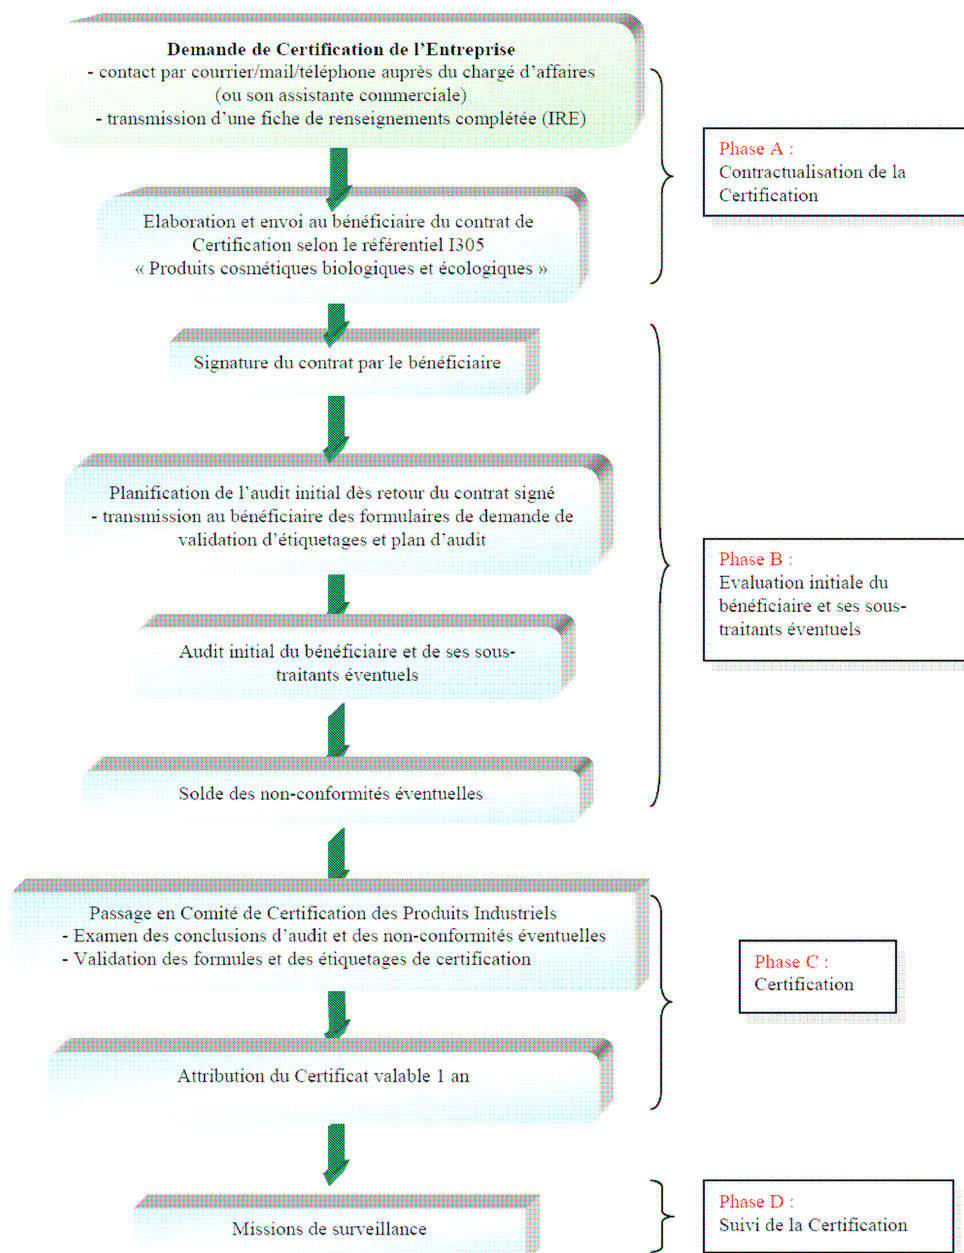 Demande de Certification de l'Entreprise
- contact par courrier/mail/téléphone auprès du chargé d'affaires
(ou son assistante commerciale)
- transmission d'une fiche de renseignements complétée (IRE)
Phase A :
Contractualisation de la
Certification
Elaboration et envoi au bénéficiaire du contrat de
Certification selon le référentiel I305
« Produits cosmétiques biologiques et écologiques »
Signature du contrat par le bénéficiaire
Planification de l'audit initial dès retour du contrat signé
- transmission au bénéficiaire des formulaires de demande de
validation d'étiquetages et plan d'audit
Phase B :
Evaluation initiale du
bénéficiaire et ses sous-
traitants éventuels
Audit initial du bénéficiaire et de ses sous-
traitants éventuels
Solde des non-conformités éventuelles
Passage en Comité de Certification des Produits Industriels
- Examen des conclusions d'audit et des non-conformités éventuelles
- Validation des formules et des étiquetages de certification
Phase C :
Certification
Attribution du Certificat valable 1 an
Missions de surveillance
Phase D :
Suivi de la Certification